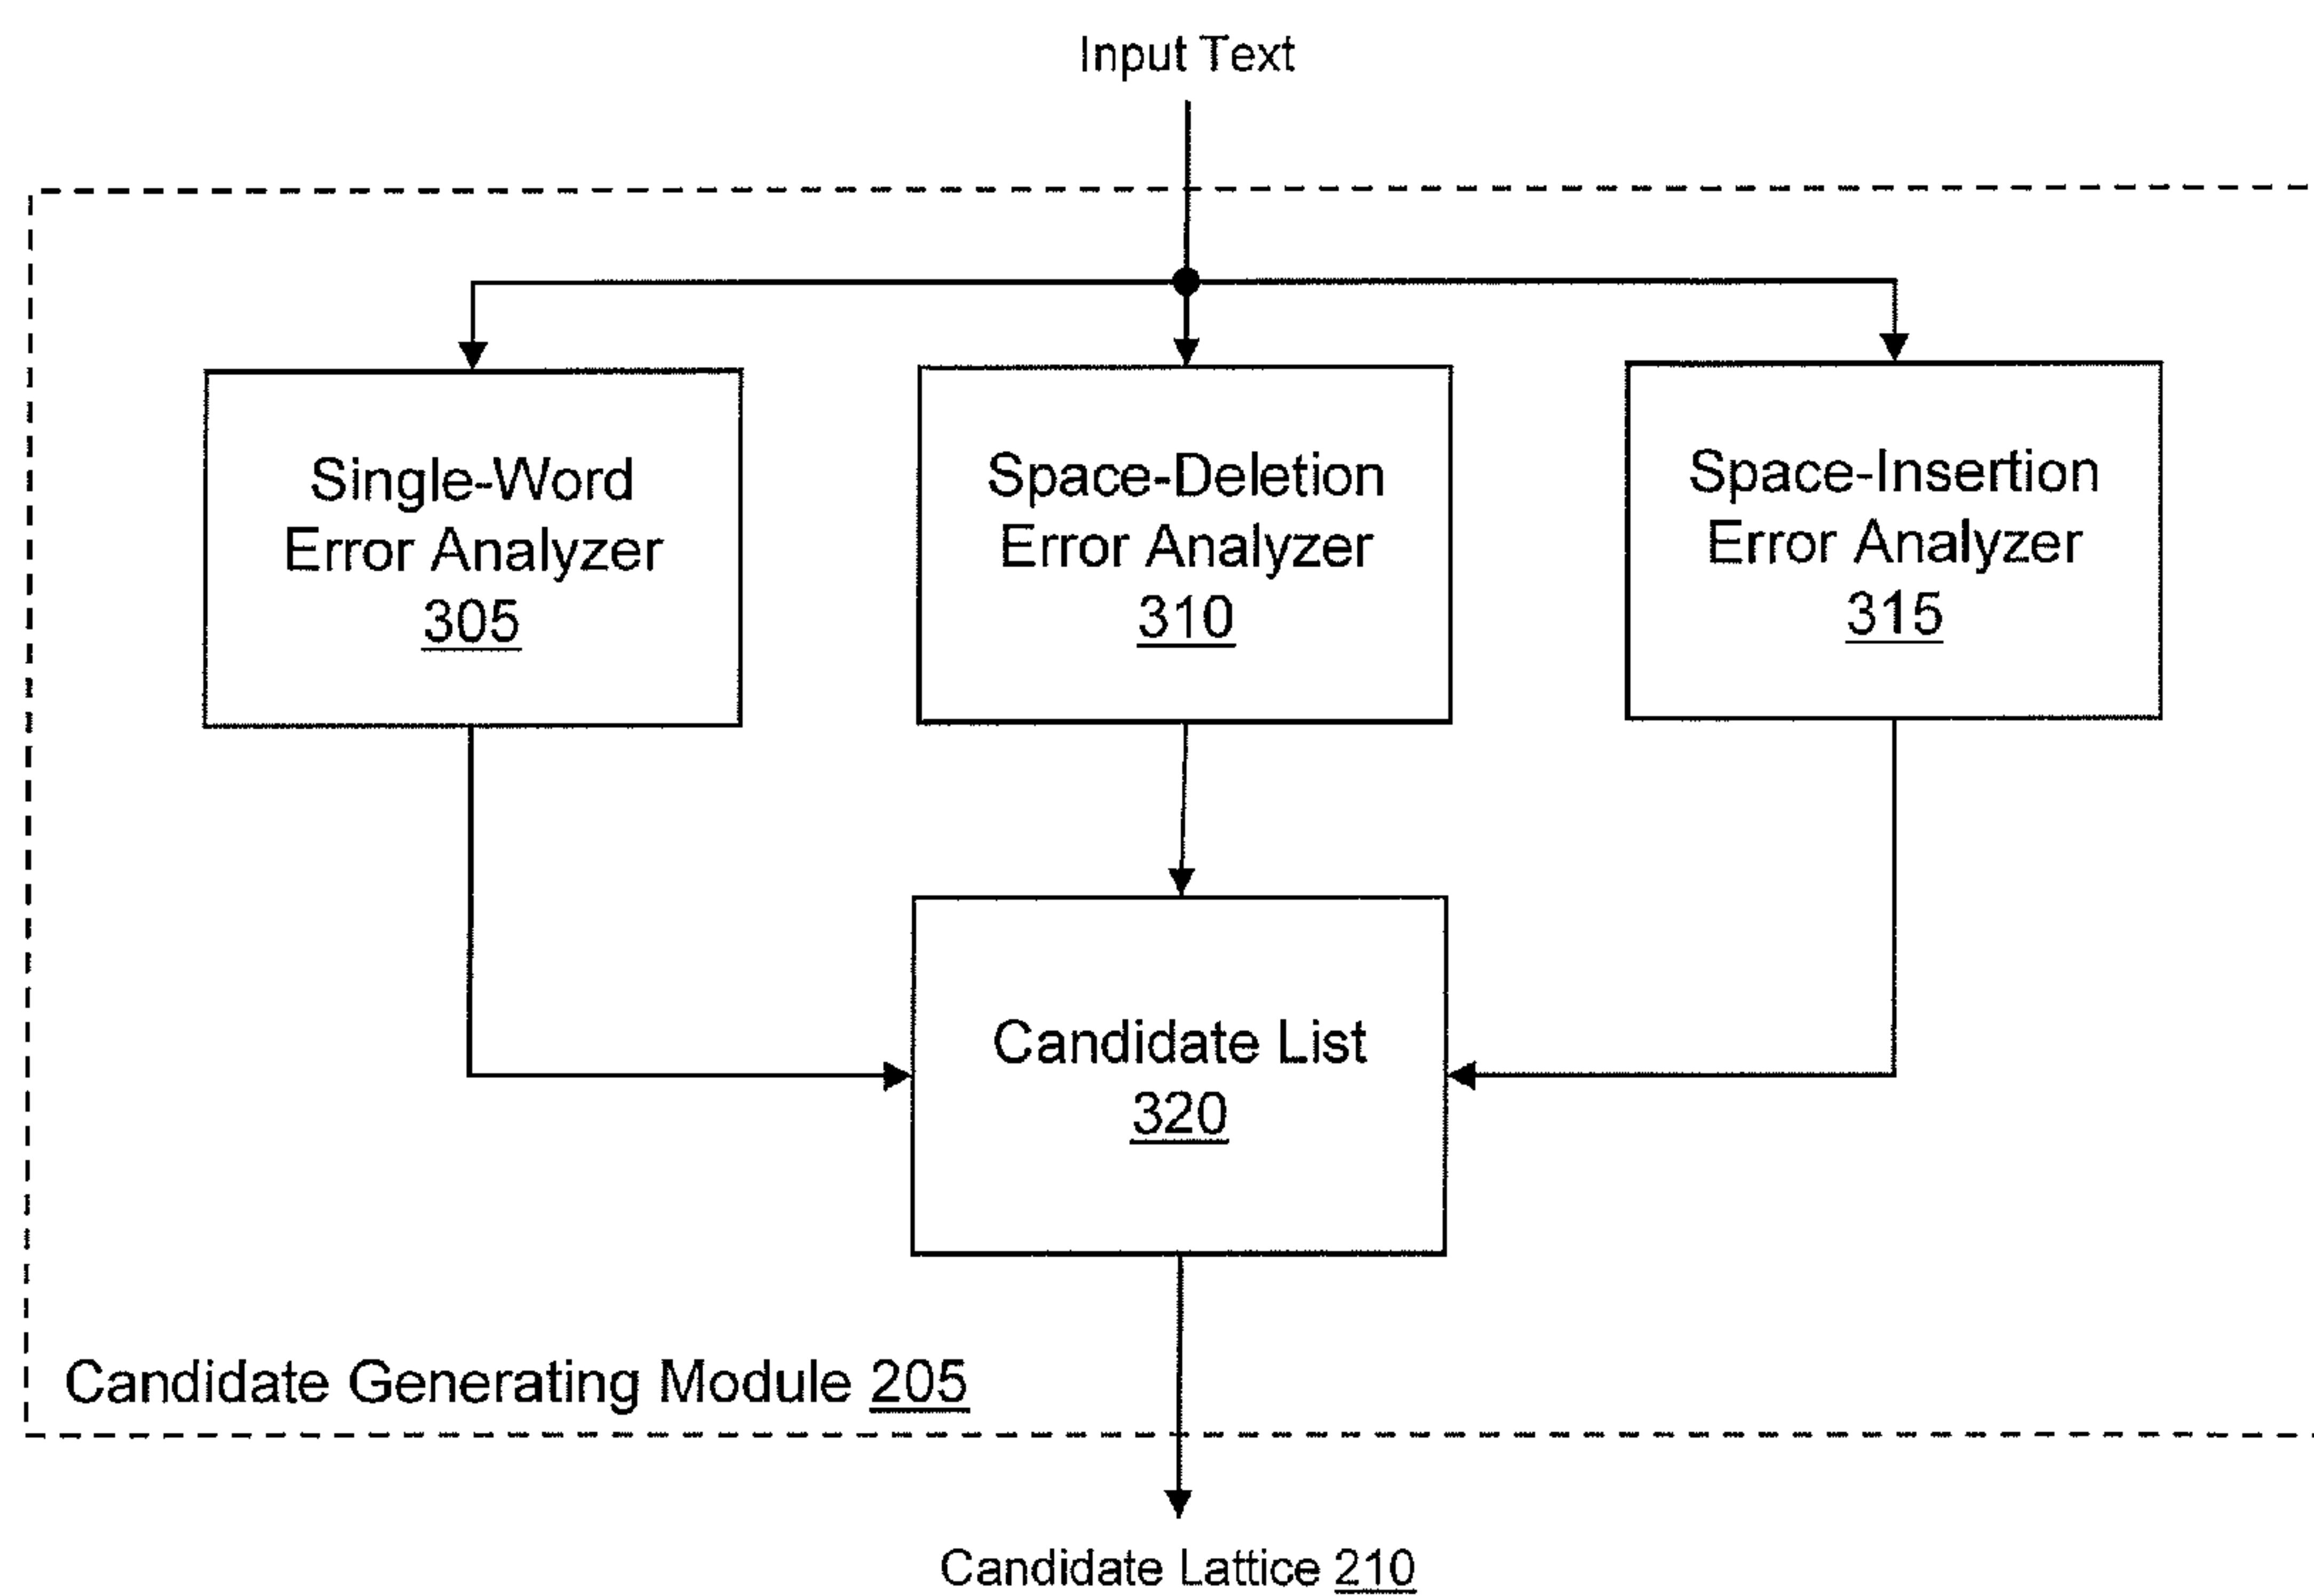 Input Text
Single-Word
Error Analyzer
305
Space-Deletion
Error Analyzer
310
Space-Insertion
Error Analyzer
315
Candidate List
320
Candidate Generating Module 205
Candidate Lattice 210